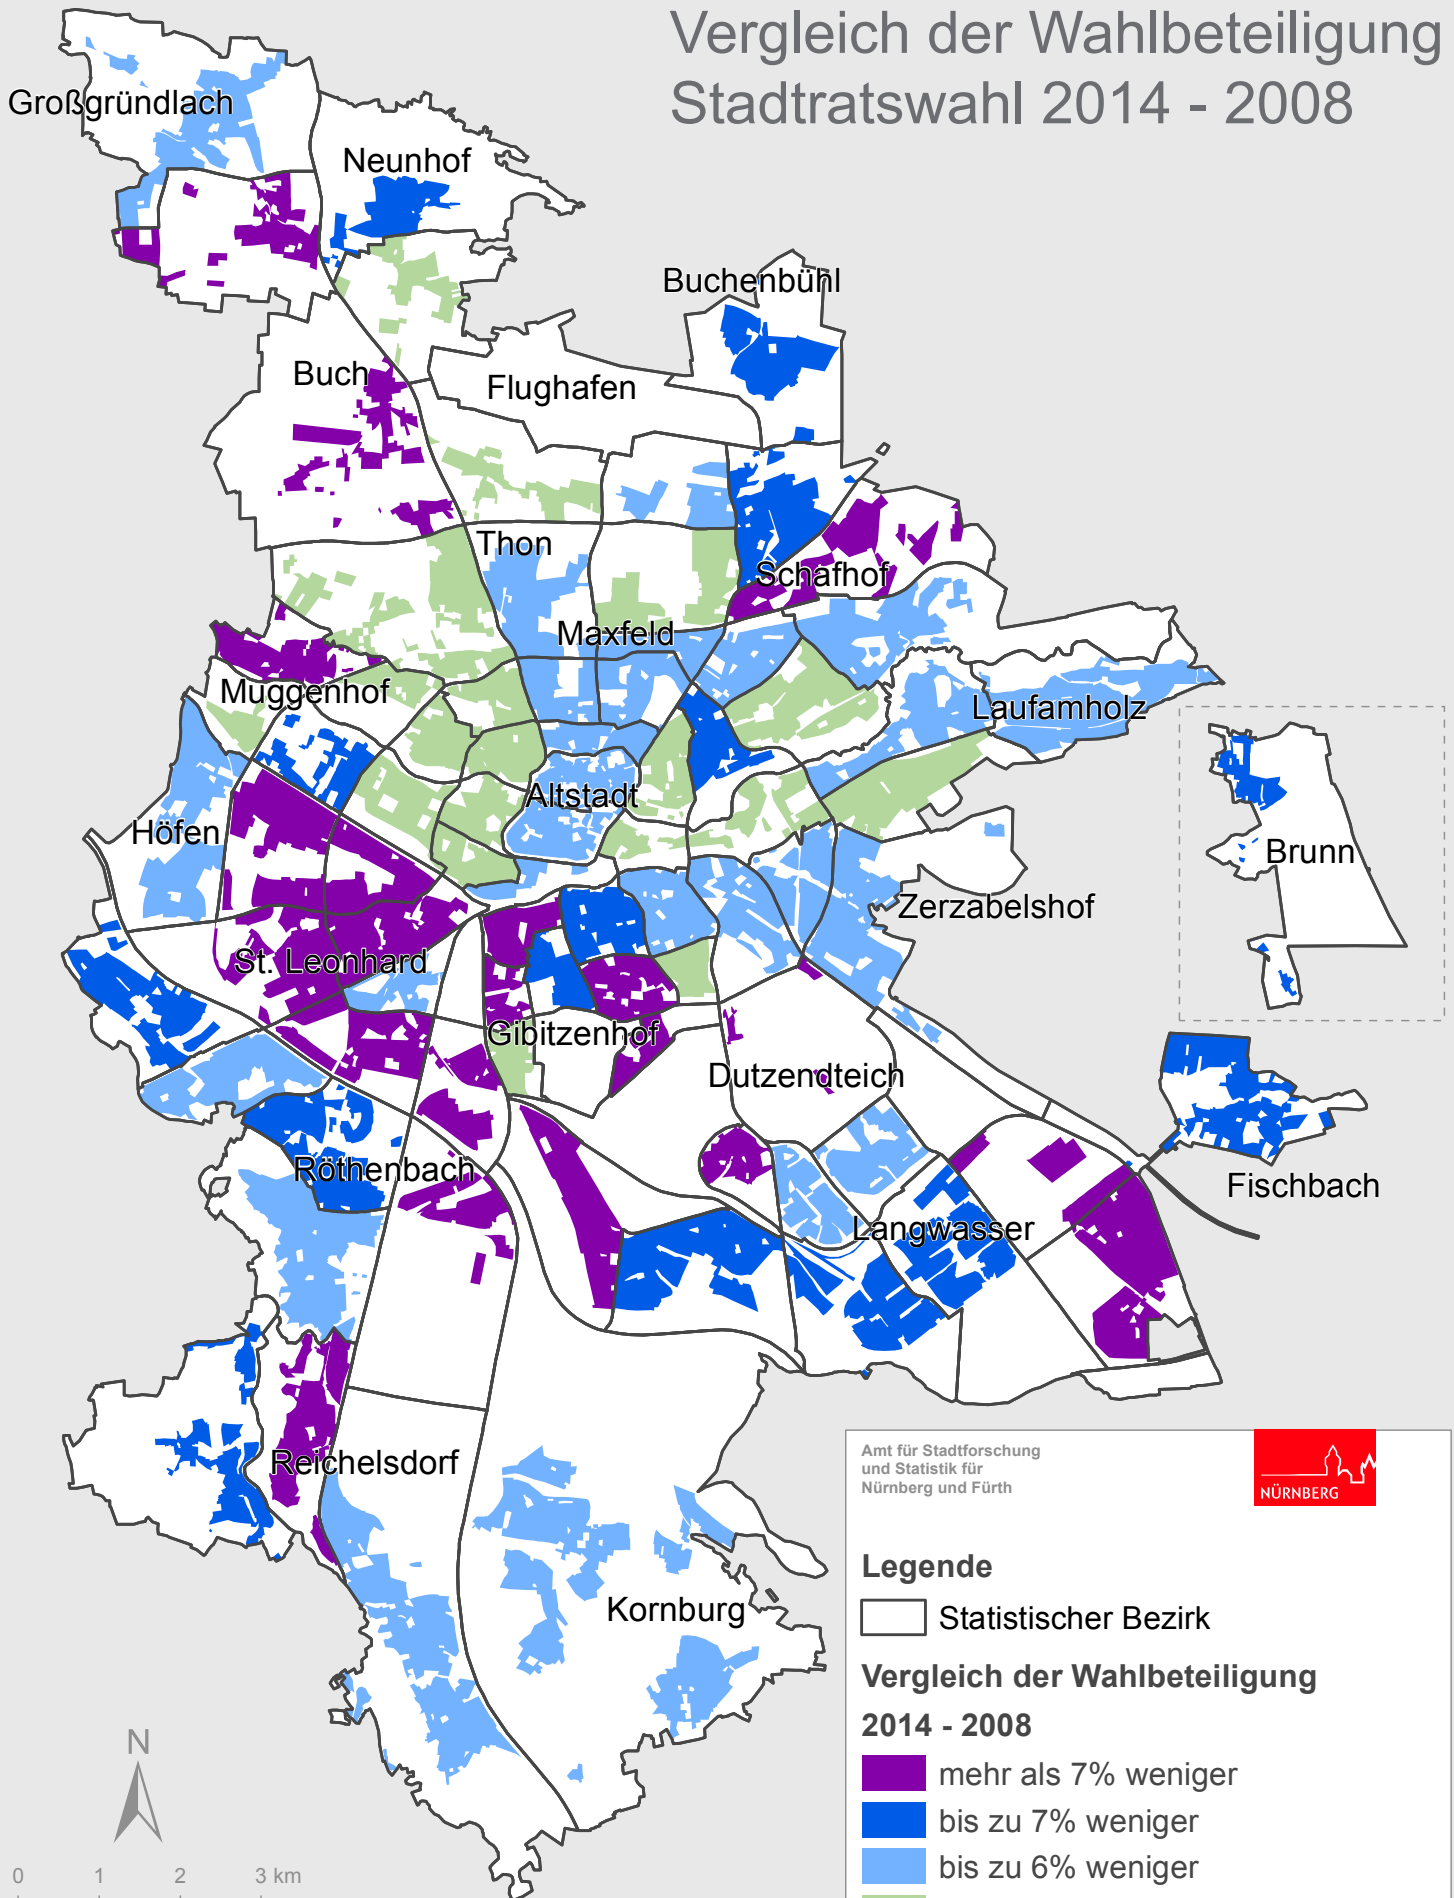 Vergleich der Wahlbeteiligung
Stadtratswahl 2014 - 2008
Großgründlach
Neunhof
Buchenbühl
Buch
Flughafen
Thon
Schafhof
Maxfeld
Muggenhof
Laufamholz
Altstadt
Höfen
Brunn
Zerzabelshof
St. Leonhard
Gibitzenhof
Dutzendteich
Röthenbach
Fischbach
Langwasser
Reichelsdorf
Kornburg
Amt für Stadtforschung
und Statistik für
Nürnberg und Fürth
NÜRNBERG
Legende
Statistischer Bezirk
Vergleich der Wahlbeteiligung
2014 - 2008
mehr als 7% weniger
bis zu 7% weniger
bis zu 6% weniger
N
0 1 2 3 km